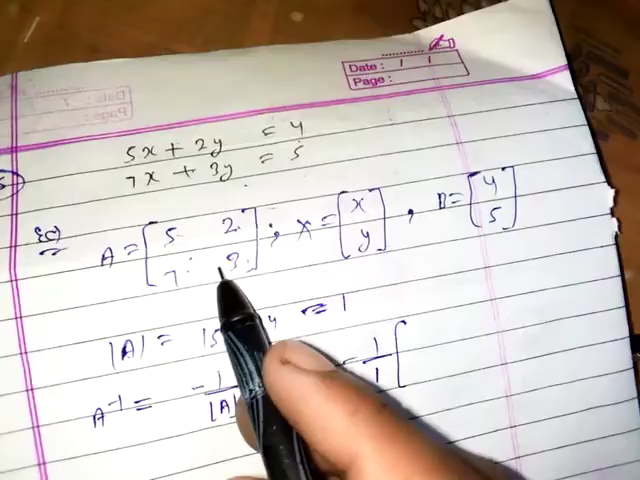 Date : / /
Page :
5x + 2y = 4
7x + 3y = 5
A = [5 2 7 3] ; X = [x y] , B = [4 5]
|A| = 15 4 = 1
A⁻¹ = 1/|A| = 1/1 [